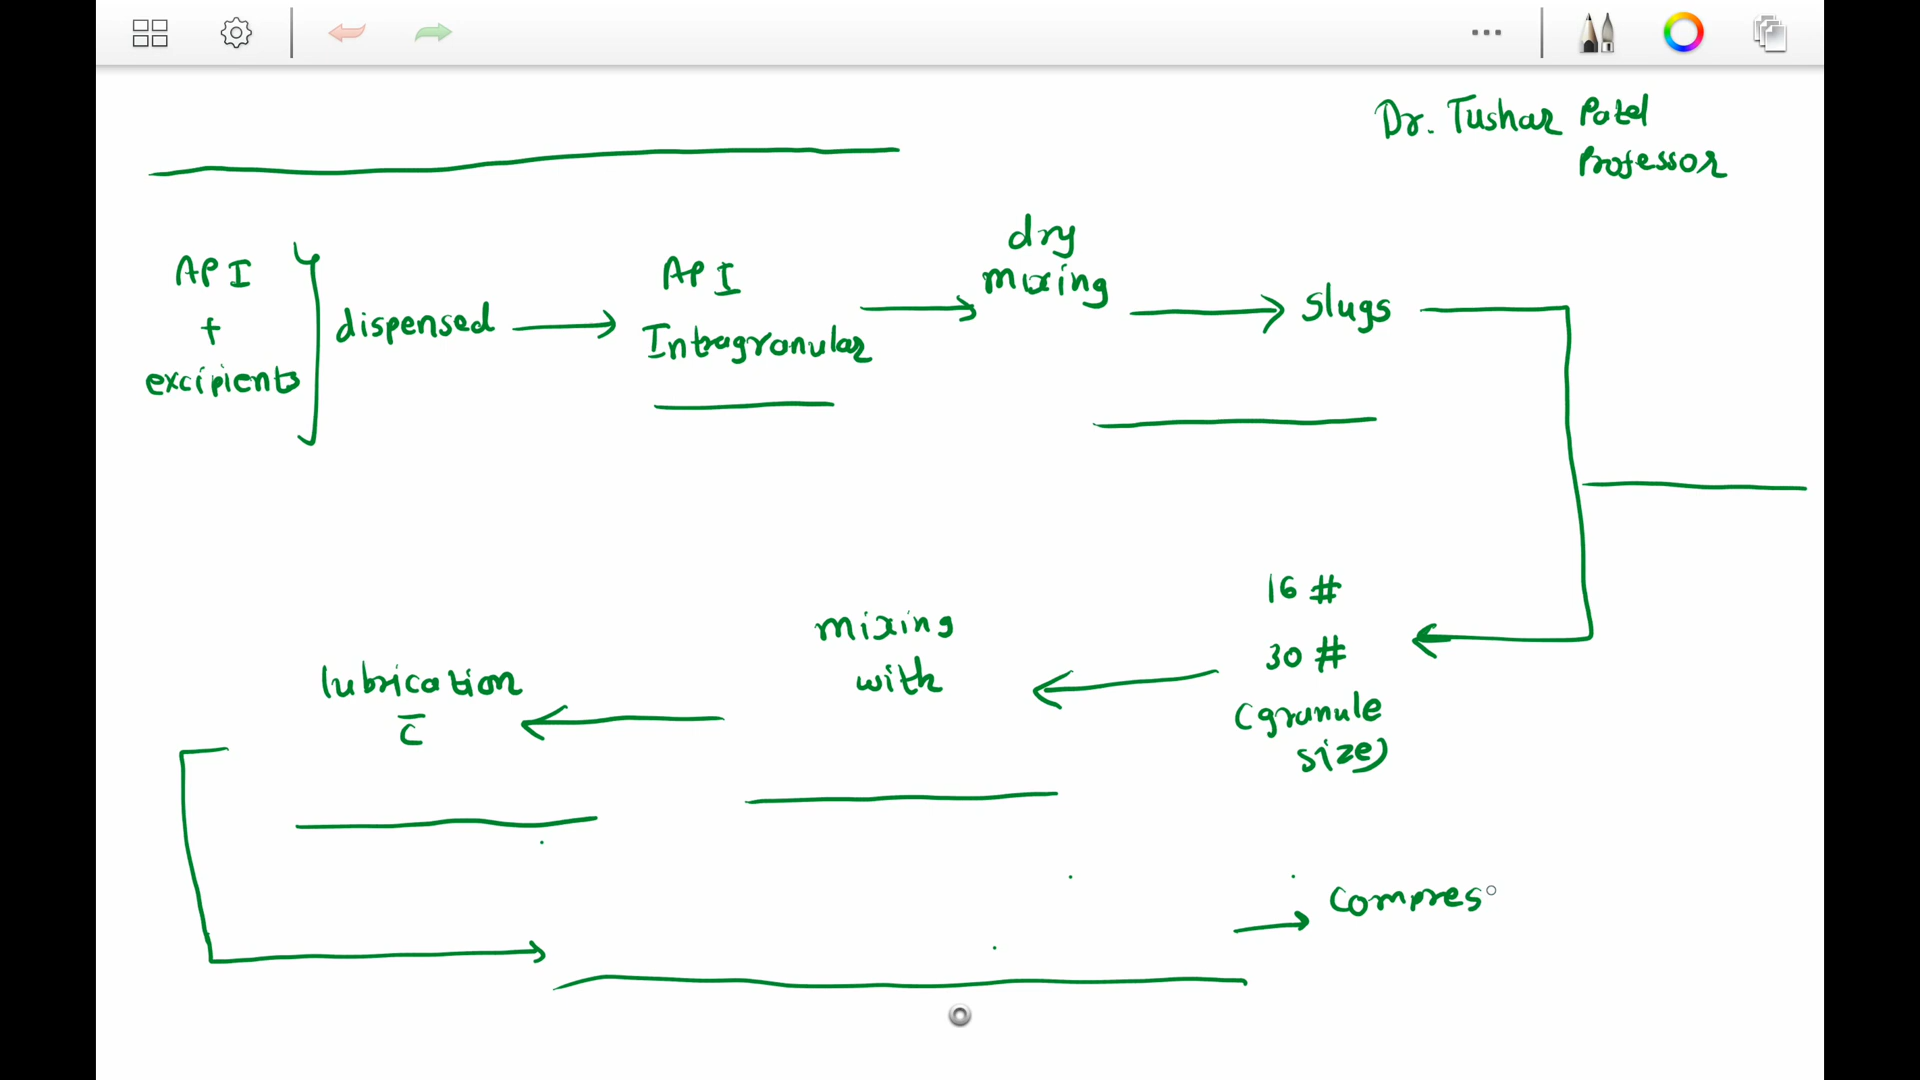 Dr. Tushar Patel
Professor
API
+
excipients
dispensed
API
Intragranular
dry
mixing
Slugs
16 #
30 #
(granule
size)
mixing
with
lubrication
c̅
Compres